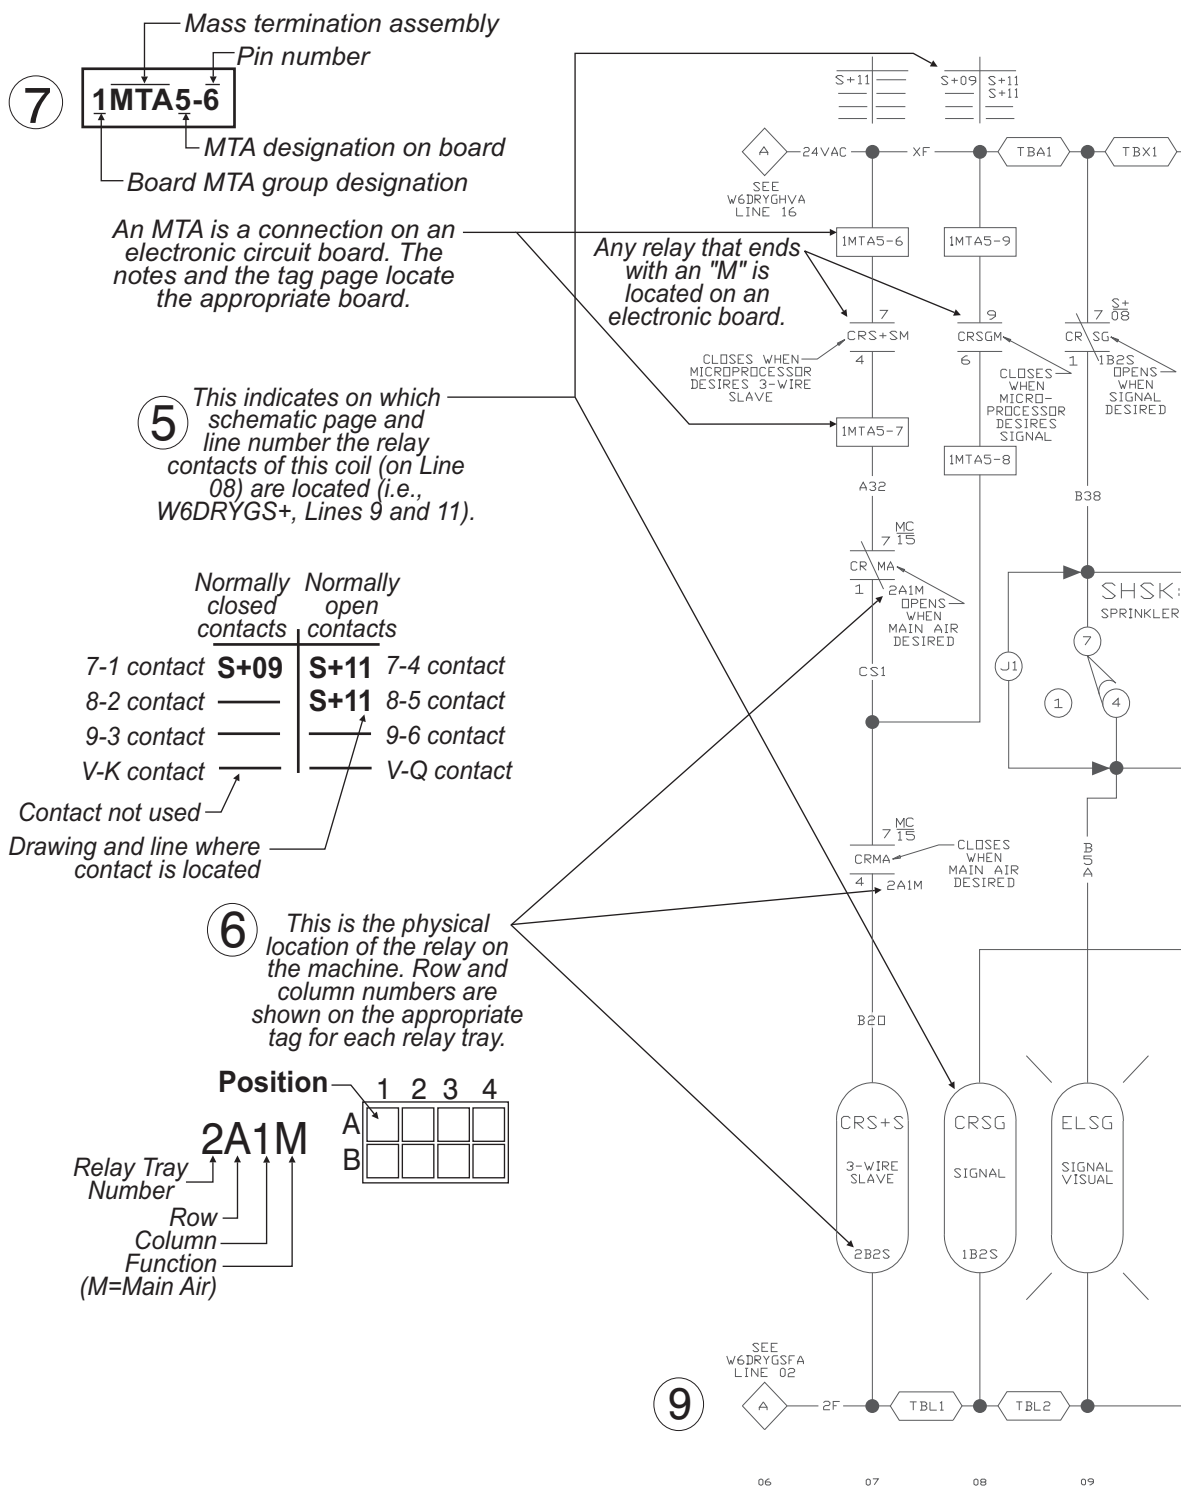 Mass termination assembly
Pin number
7
1MTA5-6
MTA designation on board
Board MTA group designation
An MTA is a connection on an
electronic circuit board. The
notes and the tag page locate
the appropriate board.
5
This indicates on which
schematic page and
line number the relay
contacts of this coil (on Line
08) are located (i.e.,
W6DRYGS+, Lines 9 and 11).
Normally
closed
contacts
Normally
open
contacts
7-1 contact S+09 S+11 7-4 contact
8-2 contact S+11 8-5 contact
9-3 contact 9-6 contact
V-K contact V-Q contact
Contact not used
Drawing and line where
contact is located
6
This is the physical
location of the relay on
the machine. Row and
column numbers are
shown on the appropriate
tag for each relay tray.
Position
1 2 3 4
A
B
2A1M
Relay Tray
Number
Row
Column
Function
(M=Main Air)
S+11
S+09 S+11
S+11
A 24VAC XF TBA1 TBX1
SEE
W6DRYGHVA
LINE 16
1MTA5-6
1MTA5-9
Any relay that ends
with an "M" is
located on an
electronic board.
7
CRS+SM
4
CLOSES WHEN
MICROPROCESSOR
DESIRES 3-WIRE
SLAVE
9
CRSGM
6
CLOSES
WHEN
MICRO-
PROCESSOR
DESIRES
SIGNAL
7 S+
08
CR SG
1 1B2S
OPENS
WHEN
SIGNAL
DESIRED
1MTA5-7
1MTA5-8
A32
B38
7 MC
15
CR MA
1 2A1M
OPENS
WHEN
MAIN AIR
DESIRED
CS1
SHSK
SPRINKLER
7
J1
1
4
7 MC
15
CRMA
4 2A1M
CLOSES
WHEN
MAIN AIR
DESIRED
B5A
B20
CRS+S
3-WIRE
SLAVE
2B2S
CRSG
SIGNAL
1B2S
ELSG
SIGNAL
VISUAL
SEE
W6DRYGSFA
LINE 02
9
A 2F TBL1 TBL2
06 07 08 09